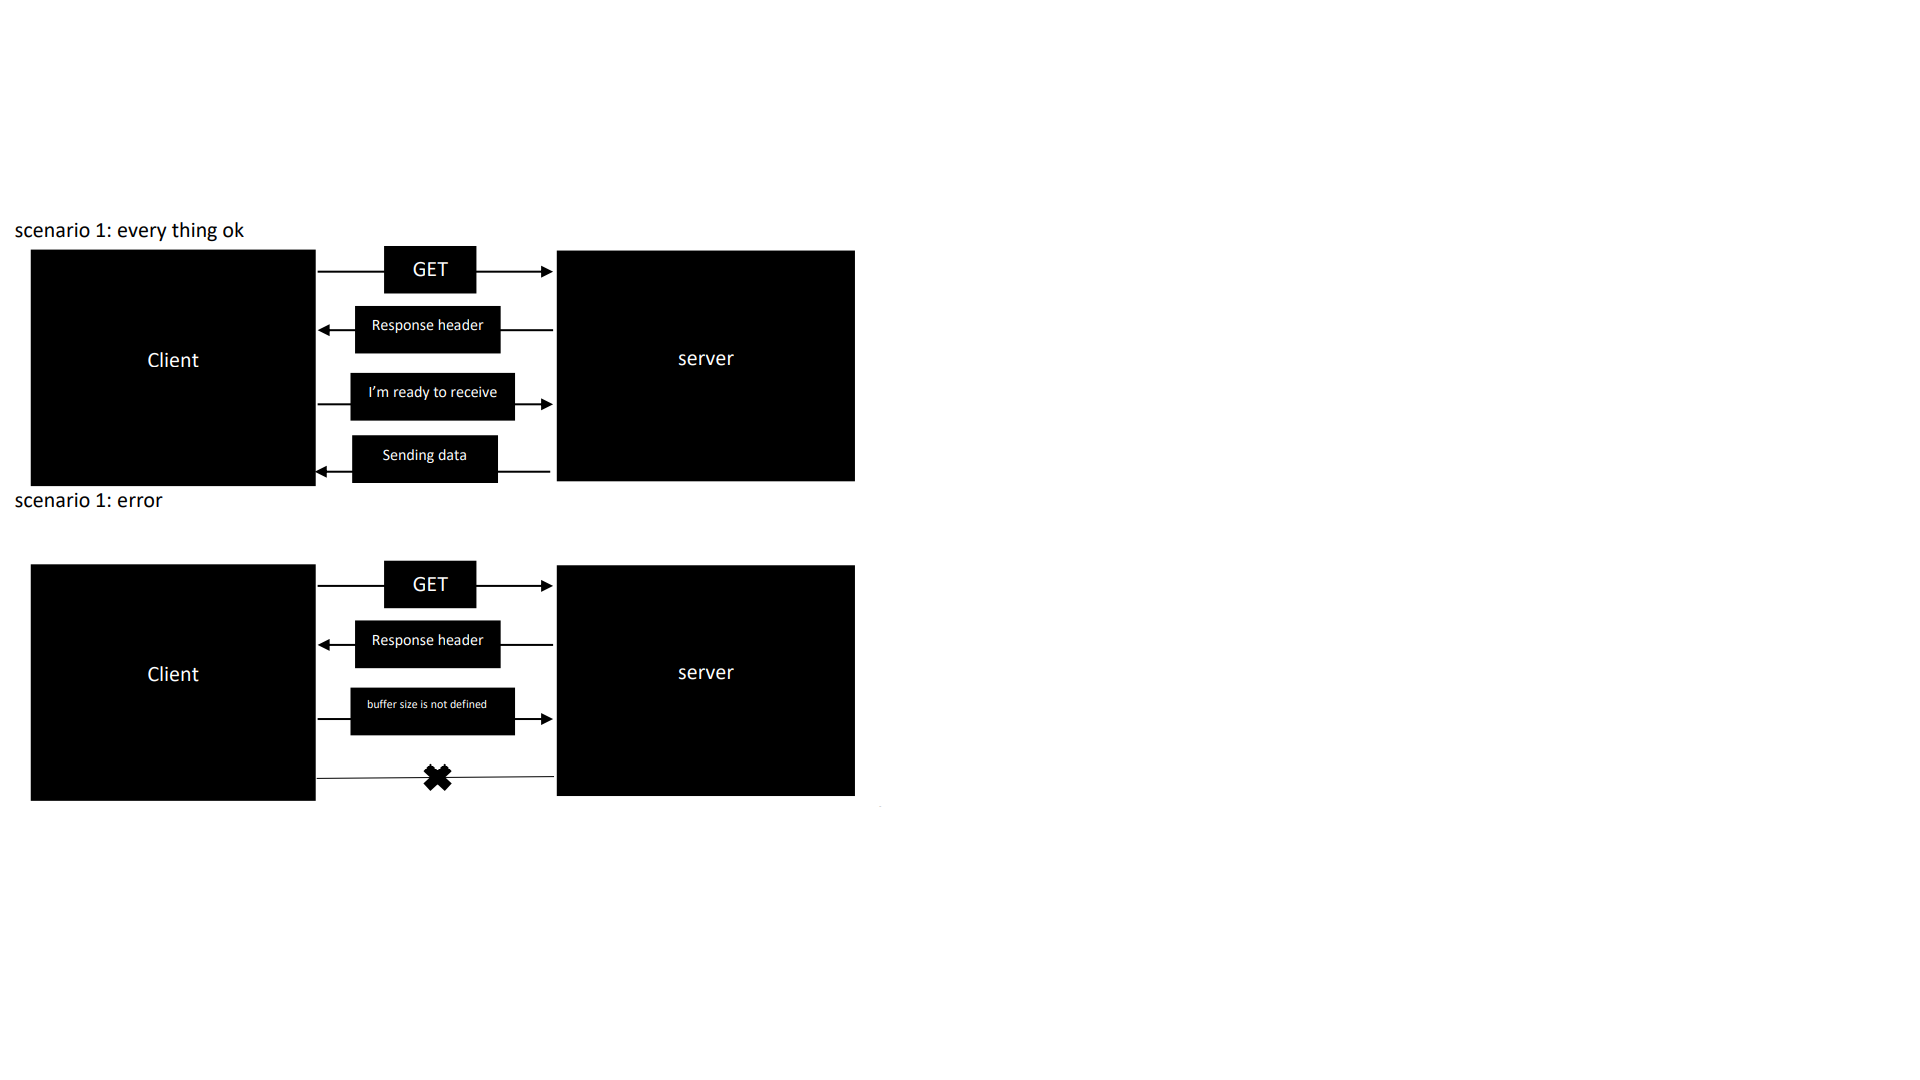 scenario 1: every thing ok
GET
Response header
Client
server
I'm ready to receive
Sending data
scenario 1: error
GET
Response header
Client
server
buffer size is not defined